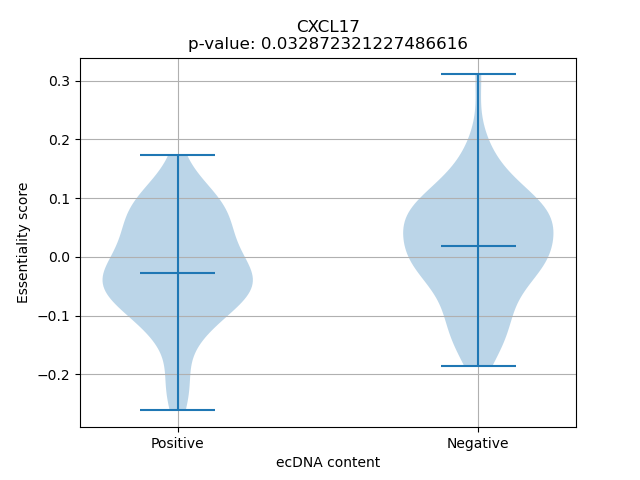 CXCL17
p-value: 0.032872321227486616
0.3
0.2
0.1
0.0
−0.1
−0.2
Essentiality score
Positive
Negative
ecDNA content